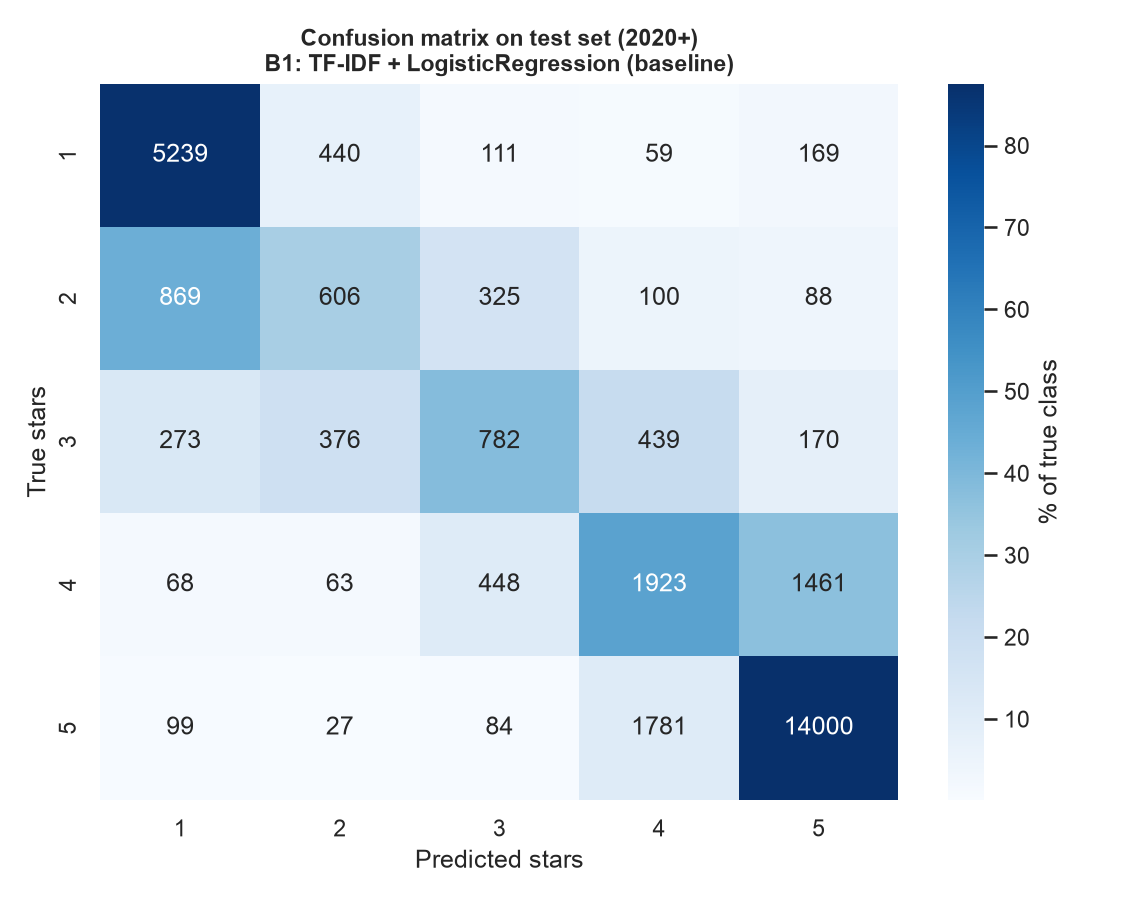 Confusion matrix on test set (2020+)
B1: TF-IDF + LogisticRegression (baseline)
True stars
1 5239 440 111 59 169
2 869 606 325 100 88
3 273 376 782 439 170
4 68 63 448 1923 1461
5 99 27 84 1781 14000
1 2 3 4 5
Predicted stars
80
70
60
50
40
30
20
10
% of true class